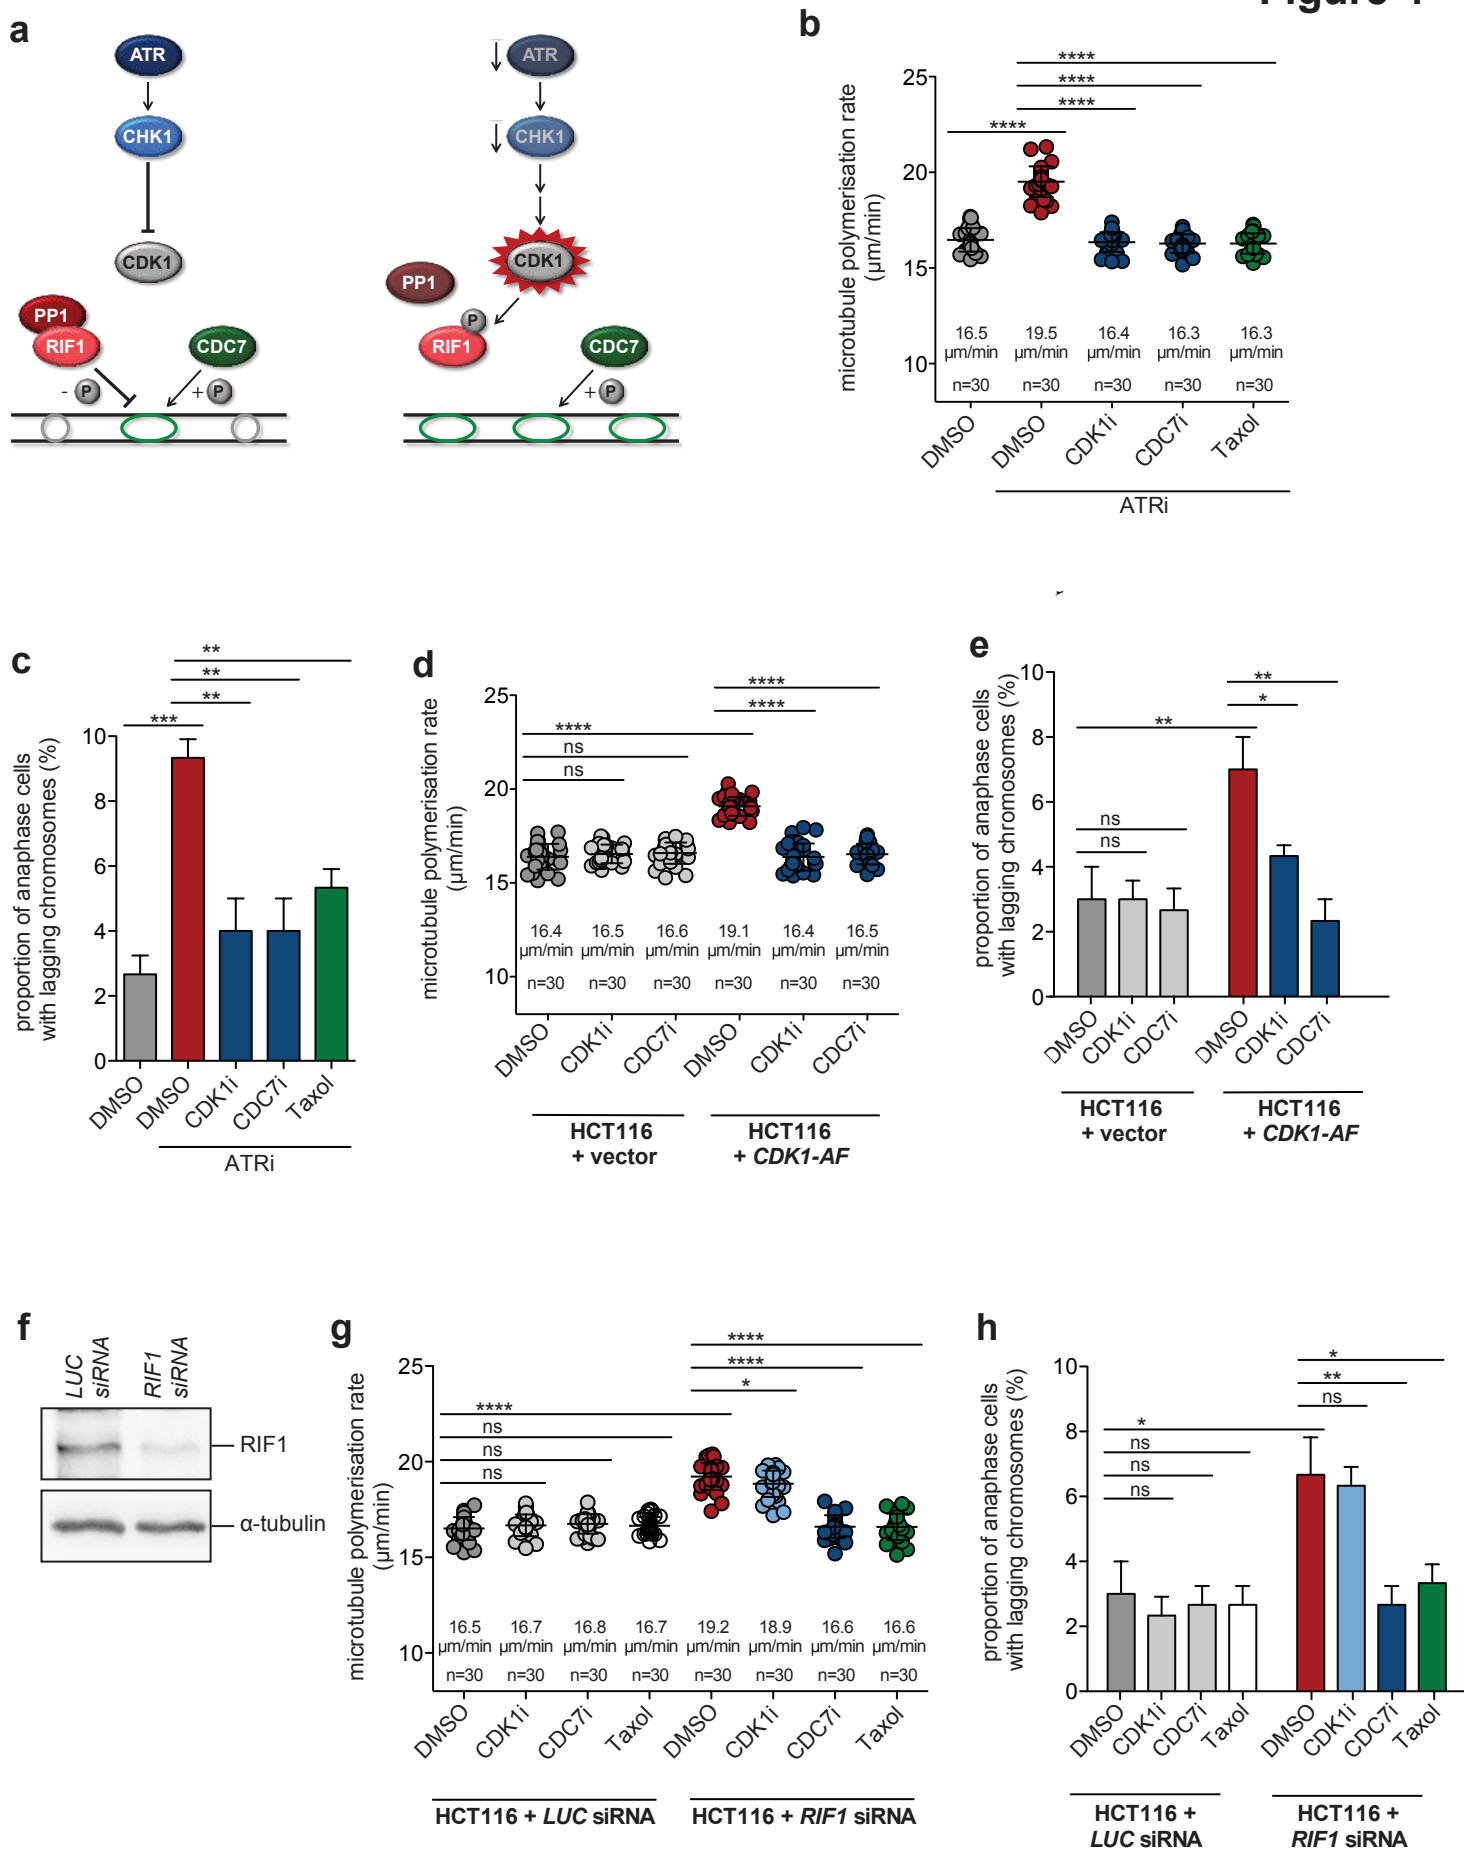 Figure 4
a
ATR
CHK1
CDK1
PP1
RIF1
CDC7
- P
+ P
ATR
CHK1
CDK1
PP1
P
RIF1
CDC7
+ P
b
microtubule polymerisation rate
(µm/min)
25
20
15
10
****
****
****
****
16.5 19.5 16.4 16.3 16.3
µm/min µm/min µm/min µm/min µm/min
n=30 n=30 n=30 n=30 n=30
DMSO DMSO CDK1i CDC7i Taxol
ATRi
c
proportion of anaphase cells
with lagging chromosomes (%)
10
8
6
4
2
0
**
**
**
***
DMSO DMSO CDK1i CDC7i Taxol
ATRi
d
microtubule polymerisation rate
(µm/min)
25
20
15
10
****
****
****
ns
ns
16.4 16.5 16.6 19.1 16.4 16.5
µm/min µm/min µm/min µm/min µm/min µm/min
n=30 n=30 n=30 n=30 n=30 n=30
DMSO CDK1i CDC7i DMSO CDK1i CDC7i
HCT116 HCT116
+ vector + CDK1-AF
e
proportion of anaphase cells
with lagging chromosomes (%)
10
8
6
4
2
0
**
*
**
ns
ns
DMSO CDK1i CDC7i DMSO CDK1i CDC7i
HCT116 HCT116
+ vector + CDK1-AF
f
LUC
siRNA
RIF1
siRNA
RIF1
α-tubulin
g
microtubule polymerisation rate
(µm/min)
25
20
15
10
****
****
*
****
ns
ns
ns
16.5 16.7 16.8 16.7 19.2 18.9 16.6 16.6
µm/min µm/min µm/min µm/min µm/min µm/min µm/min µm/min
n=30 n=30 n=30 n=30 n=30 n=30 n=30 n=30
DMSO CDK1i CDC7i Taxol DMSO CDK1i CDC7i Taxol
HCT116 + LUC siRNA HCT116 + RIF1 siRNA
h
proportion of anaphase cells
with lagging chromosomes (%)
10
8
6
4
2
0
*
**
ns
*
ns
ns
ns
DMSO CDK1i CDC7i Taxol DMSO CDK1i CDC7i Taxol
HCT116 + HCT116 +
LUC siRNA RIF1 siRNA